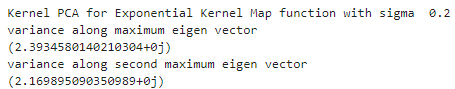 Kernel PCA for Exponential Kernel Map function with sigma  0.2
variance along maximum eigen vector
(2.3934580140210304+0j)
variance along second maximum eigen vector
(2.169895090350989+0j)